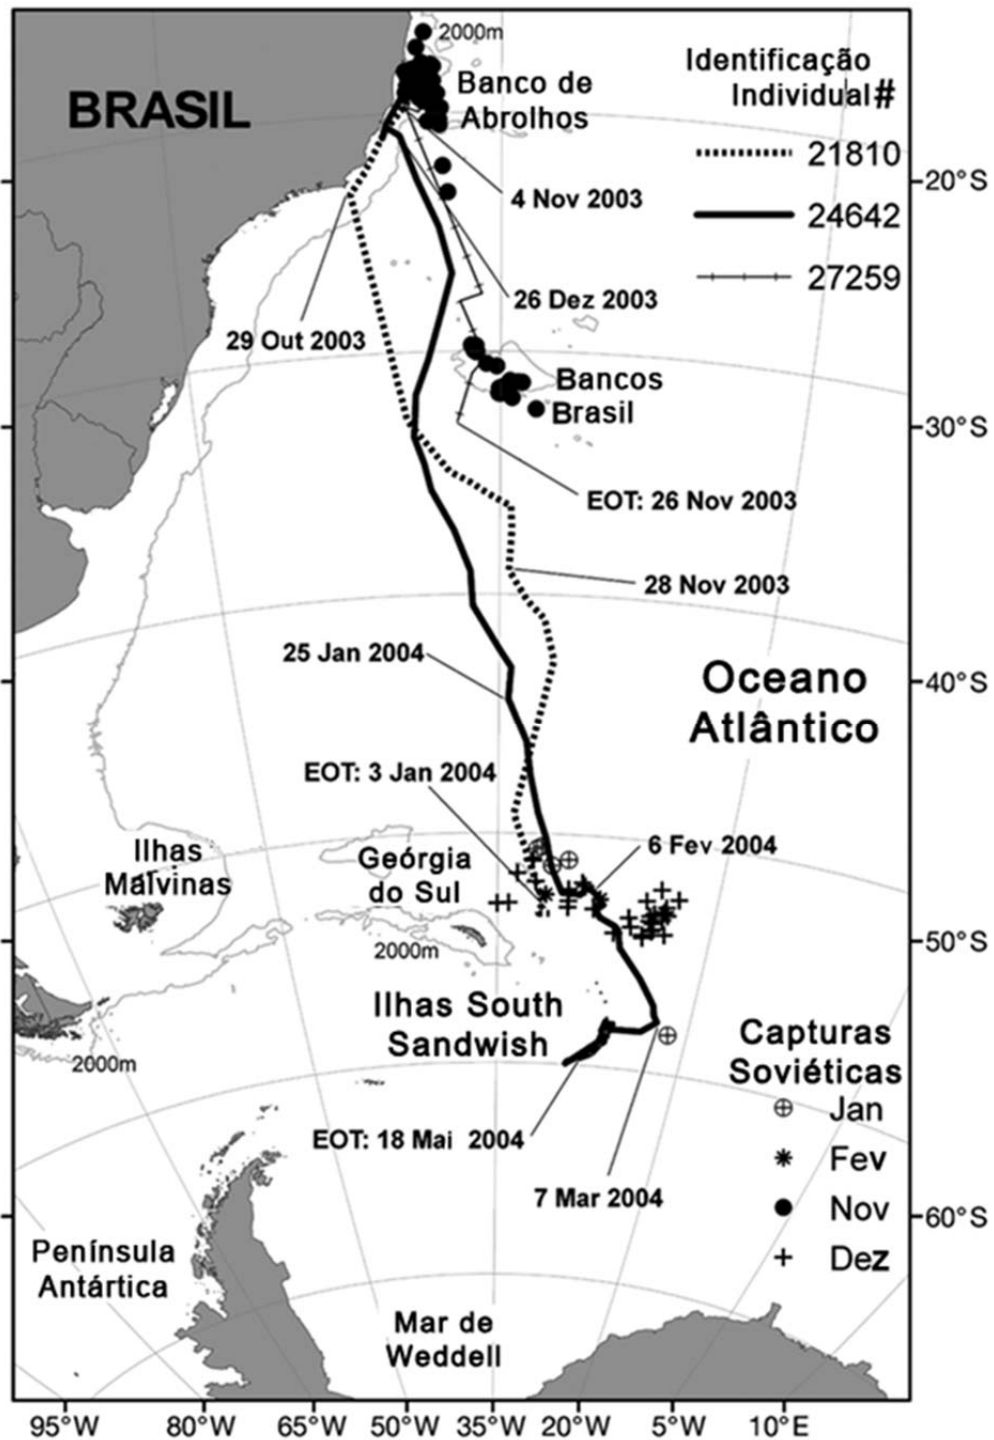 2000m
Banco de
Abrolhos
BRASIL
Identificação
Individual#
21810
24642
27259
20°S
4 Nov 2003
26 Dez 2003
29 Out 2003
Bancos
Brasil
30°S
EOT: 26 Nov 2003
28 Nov 2003
25 Jan 2004
Oceano
Atlântico
40°S
EOT: 3 Jan 2004
6 Fev 2004
Ilhas
Malvinas
Geórgia
do Sul
2000m
50°S
Ilhas South
Sandwish
2000m
Capturas
Soviéticas
Jan
Fev
Nov
Dez
EOT: 18 Mai 2004
7 Mar 2004
60°S
Península
Antártica
Mar de
Weddell
95°W 80°W 65°W 50°W 35°W 20°W 5°W 10°E